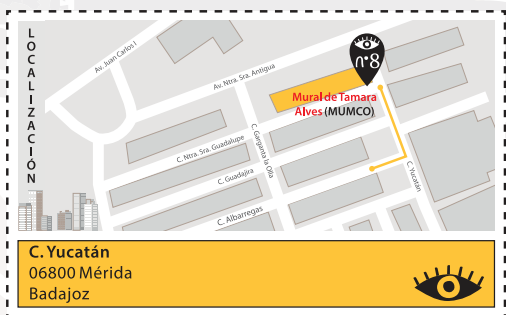 LOCALIZACIÓN
Av. Juan Carlos I
Av. Ntra. Sra. Antigua
nº8
Mural de Tamara
Alves (MUMCO)
C. Ntra. Sra. Guadalupe
C. Garganta la Olla
C. Guadajira
C. Yucatán
C. Albarregas
C. Yucatán
06800 Mérida
Badajoz